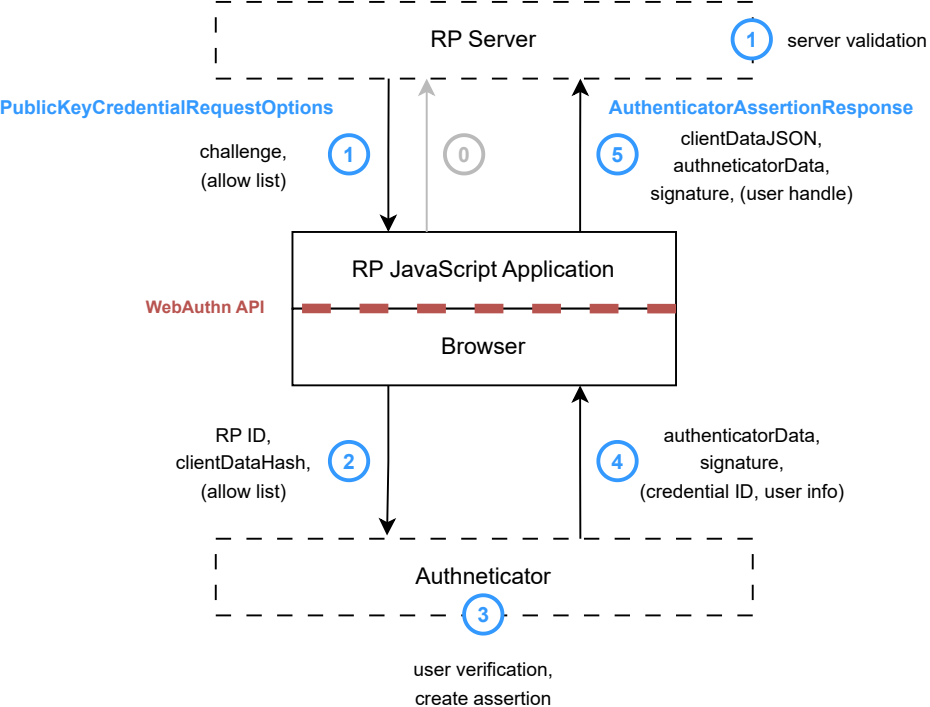 RP Server
1
server validation
PublicKeyCredentialRequestOptions
challenge,
(allow list)
1
0
5
AuthenticatorAssertionResponse
clientDataJSON,
authneticatorData,
signature, (user handle)
RP JavaScript Application
WebAuthn API
Browser
RP ID,
clientDataHash,
(allow list)
2
4
authenticatorData,
signature,
(credential ID, user info)
Authneticator
3
user verification,
create assertion